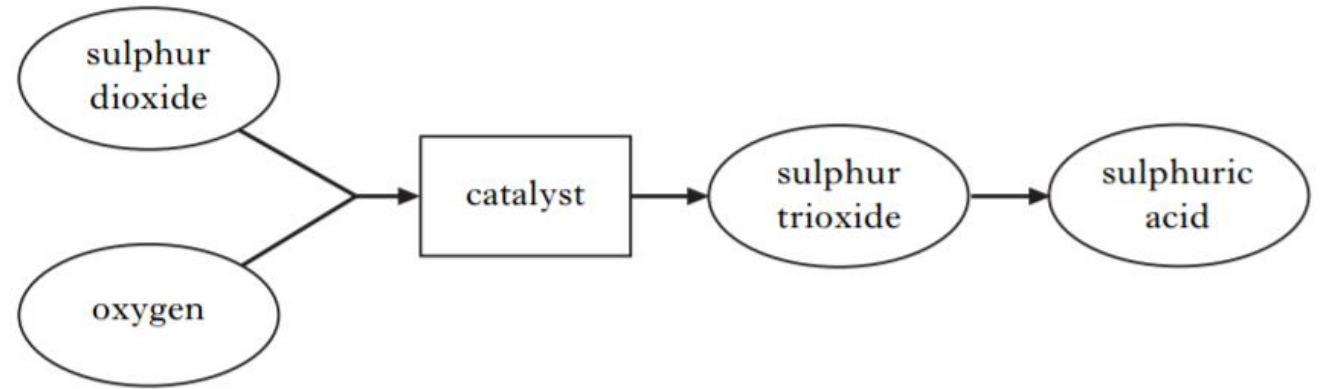 sulphur
dioxide
oxygen
catalyst
sulphur
trioxide
sulphuric
acid